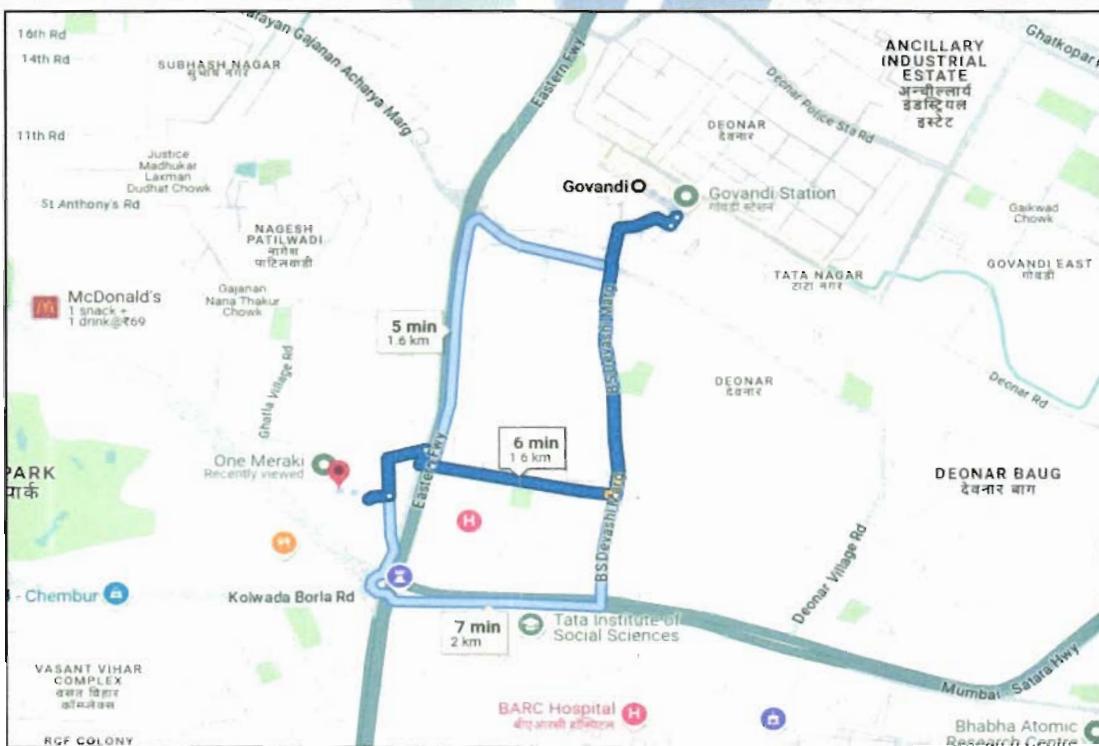 16th Rd
14th Rd
SUBHASH NAGAR
सुभाष नगर
Narayan Gajanan Acharya Marg
Eastern Fwy
ANCILLARY
INDUSTRIAL
ESTATE
अन्सीलार्य
इंडस्ट्रियल
इस्टेट
Ghatkopar
11th Rd
DEONAR
देवनार
Deonar Police Sta Rd
Justice
Madhukar
Laxman
Dudhat Chowk
Govandi
Govandi Station
गोवंडी स्टेशन
St Anthony's Rd
Gaikwad
Chowk
NAGESH
PATILWADI
नागेश
पाटिलवाडी
GOVANDI EAST
गोवंडी
TATA NAGAR
टाटा नगर
McDonald's
1 snack +
1 drink@₹69
Gajanan
Nana Thakur
Chowk
5 min
1.6 km
BS Devashi Marg
Ghatla Village Rd
DEONAR
देवनार
Deonar Rd
6 min
1.6 km
Eastern Fwy
One Meraki
Recently viewed
PARK
पार्क
DEONAR BAUG
देवनार बाग
BS Devashi Marg
Deonar Village Rd
- Chembur
Kolwada Borla Rd
7 min
2 km
Tata Institute of
Social Sciences
VASANT VIHAR
COMPLEX
वसंत विहार
कॉम्प्लेक्स
Mumbai - Satara Hwy
BARC Hospital
बीएआरसी हॉस्पिटल
Bhabha Atomic
Research Centre
RCF COLONY